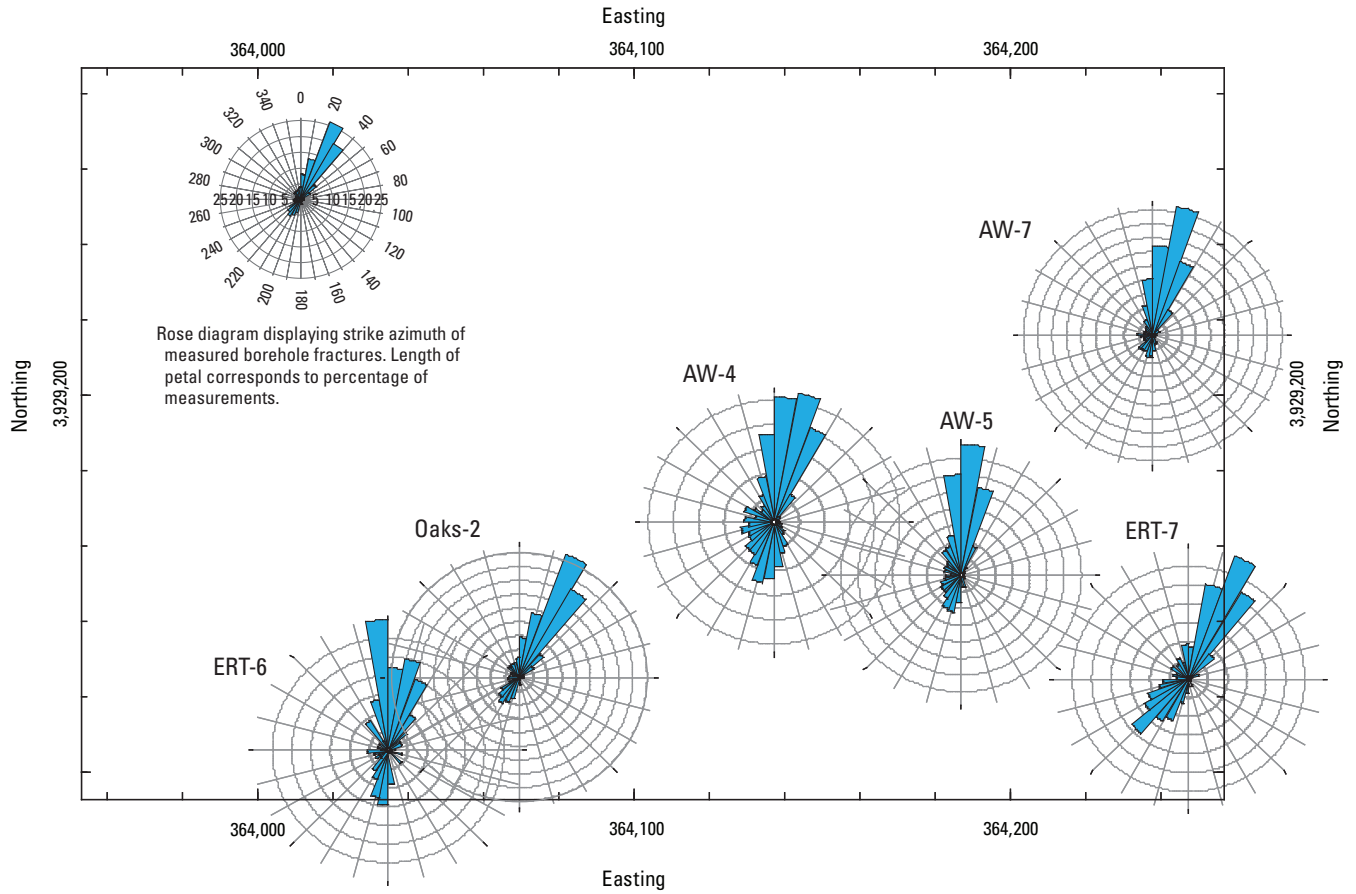 Easting
364,000
364,100
364,200
0
20
40
60
80
100
120
140
160
180
200
220
240
260
280
300
320
340
25 20 15 10 5 5 10 15 20 25
Rose diagram displaying strike azimuth of
measured borehole fractures. Length of
petal corresponds to percentage of
measurements.
Northing
3,929,200
AW-7
AW-4
AW-5
3,929,200
Northing
Oaks-2
ERT-7
ERT-6
364,000
364,100
364,200
Easting